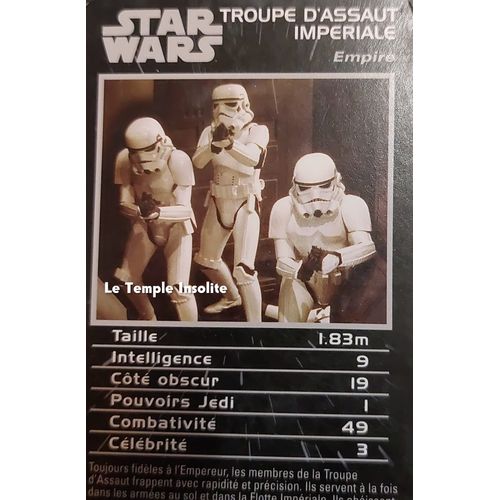 STAR
WARS
TROUPE D'ASSAUT
IMPERIALE
Empire
Le Temple Insolite
Taille 1.83m
Intelligence 9
Côté obscur 19
Pouvoirs Jedi 1
Combativité 49
Célébrité 3
Toujours fidèles à l'Empereur, les membres de la Troupe
d'Assaut frappent avec rapidité et précision. Ils servent à la fois
dans les armées au sol et dans la Flotte Impériale. Ils